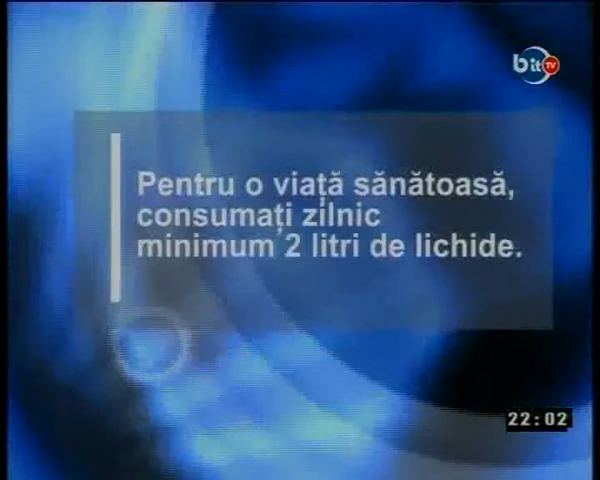 bit TV
Pentru o viață sănătoasă,
consumați zilnic
minimum 2 litri de lichide.
22:02